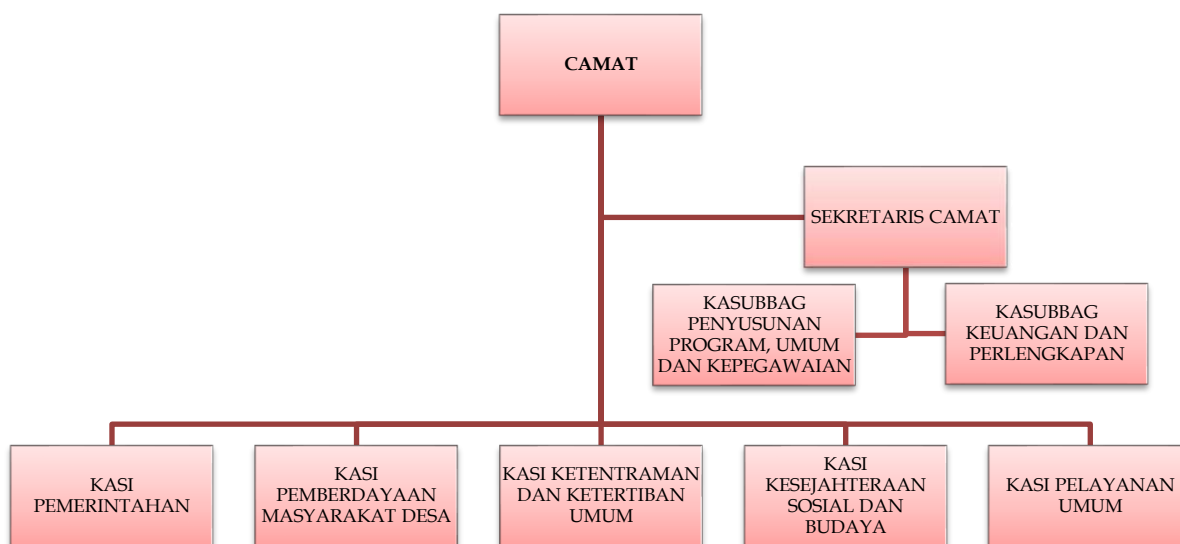 CAMAT
SEKRETARIS CAMAT
KASUBBAG
PENYUSUNAN
PROGRAM, UMUM
DAN KEPEGAWAIAN
KASUBBAG
KEUANGAN DAN
PERLENGKAPAN
KASI
PEMERINTAHAN
KASI
PEMBERDAYAAN
MASYARAKAT DESA
KASI KETENTRAMAN
DAN KETERTIBAN
UMUM
KASI
KESEJAHTERAAN
SOSIAL DAN
BUDAYA
KASI PELAYANAN
UMUM